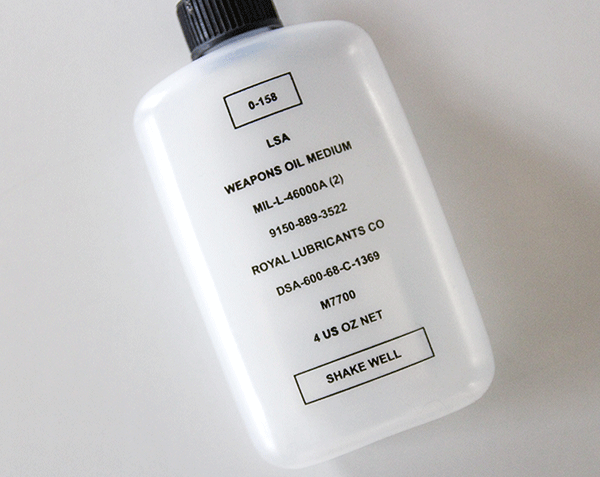 0-158
LSA
WEAPONS OIL MEDIUM
MIL-L-46000A (2)
9150-889-3522
ROYAL LUBRICANTS CO
DSA-600-68-C-1369
M7700
4 US OZ NET
SHAKE WELL